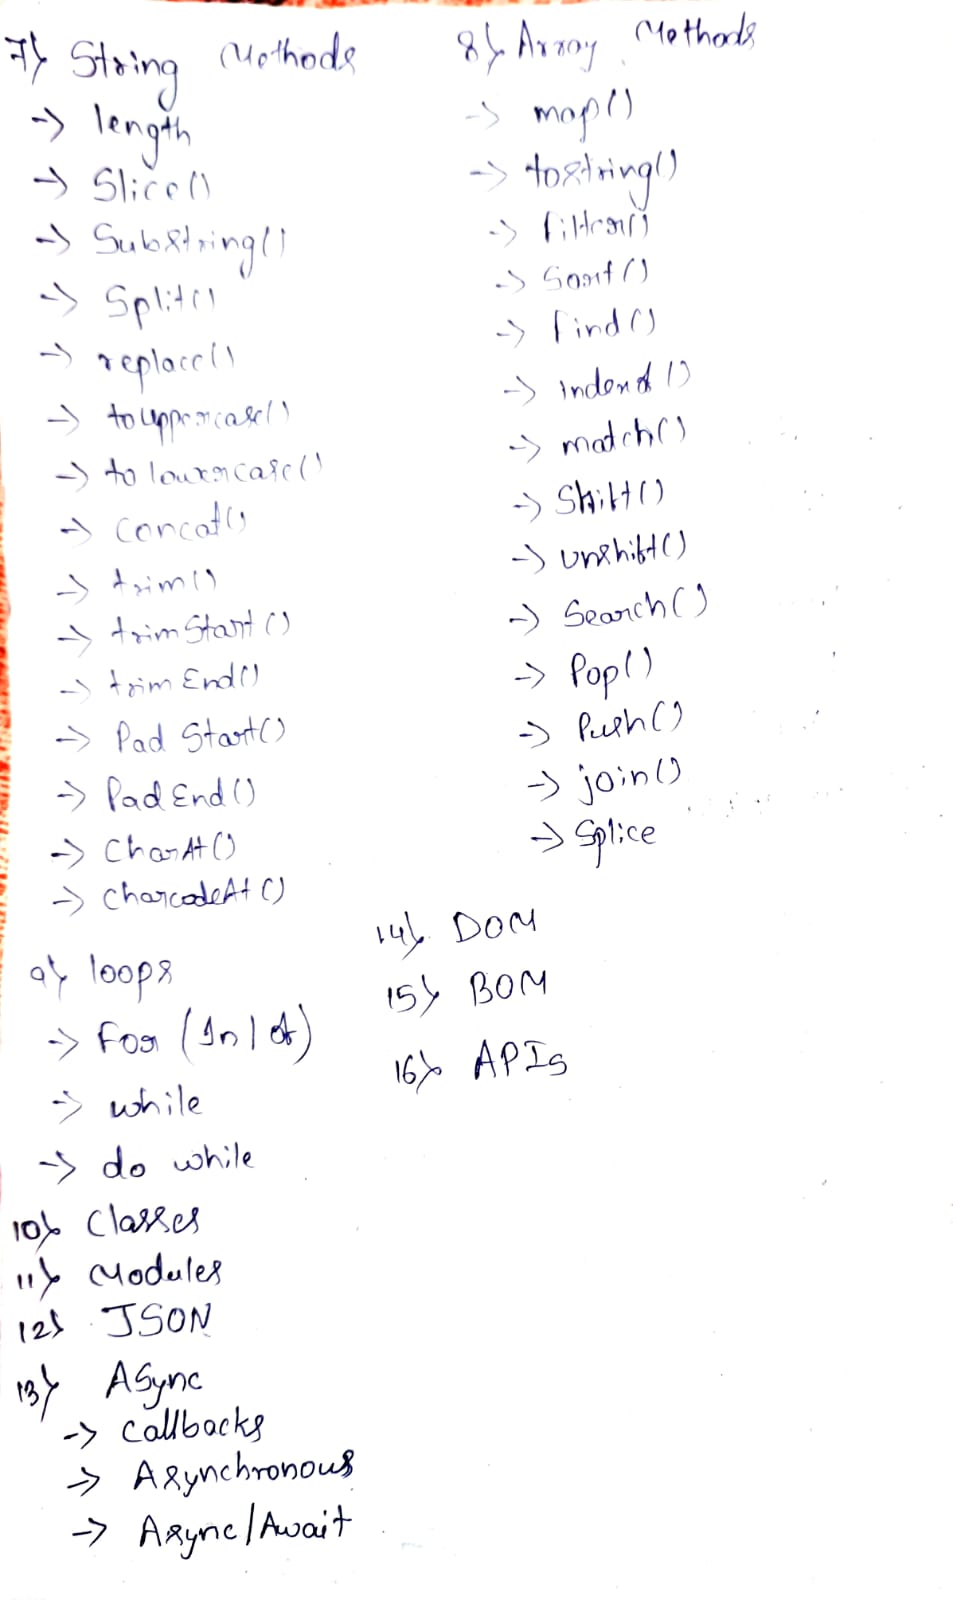 7} String Methods
-> length
-> Slice()
-> Substring()
-> Split()
-> replace()
-> toUppercase()
-> to lowercase()
-> Concat()
-> trim()
-> trimStart()
-> trimEnd()
-> Pad Start()
-> PadEnd()
-> CharAt()
-> CharcodeAt()
8} Array Methods
-> map()
-> tostring()
-> filter()
-> Sort()
-> find()
-> indexof()
-> match()
-> Shift()
-> unshift()
-> Search()
-> Pop()
-> Push()
-> join()
-> Splice
9} loops
-> For (In/of)
-> while
-> do while
10} Classes
11} Modules
12} JSON
13} ASync
-> Callbacks
-> Asynchronous
-> Async/Await
14} DOM
15} BOM
16} APIs